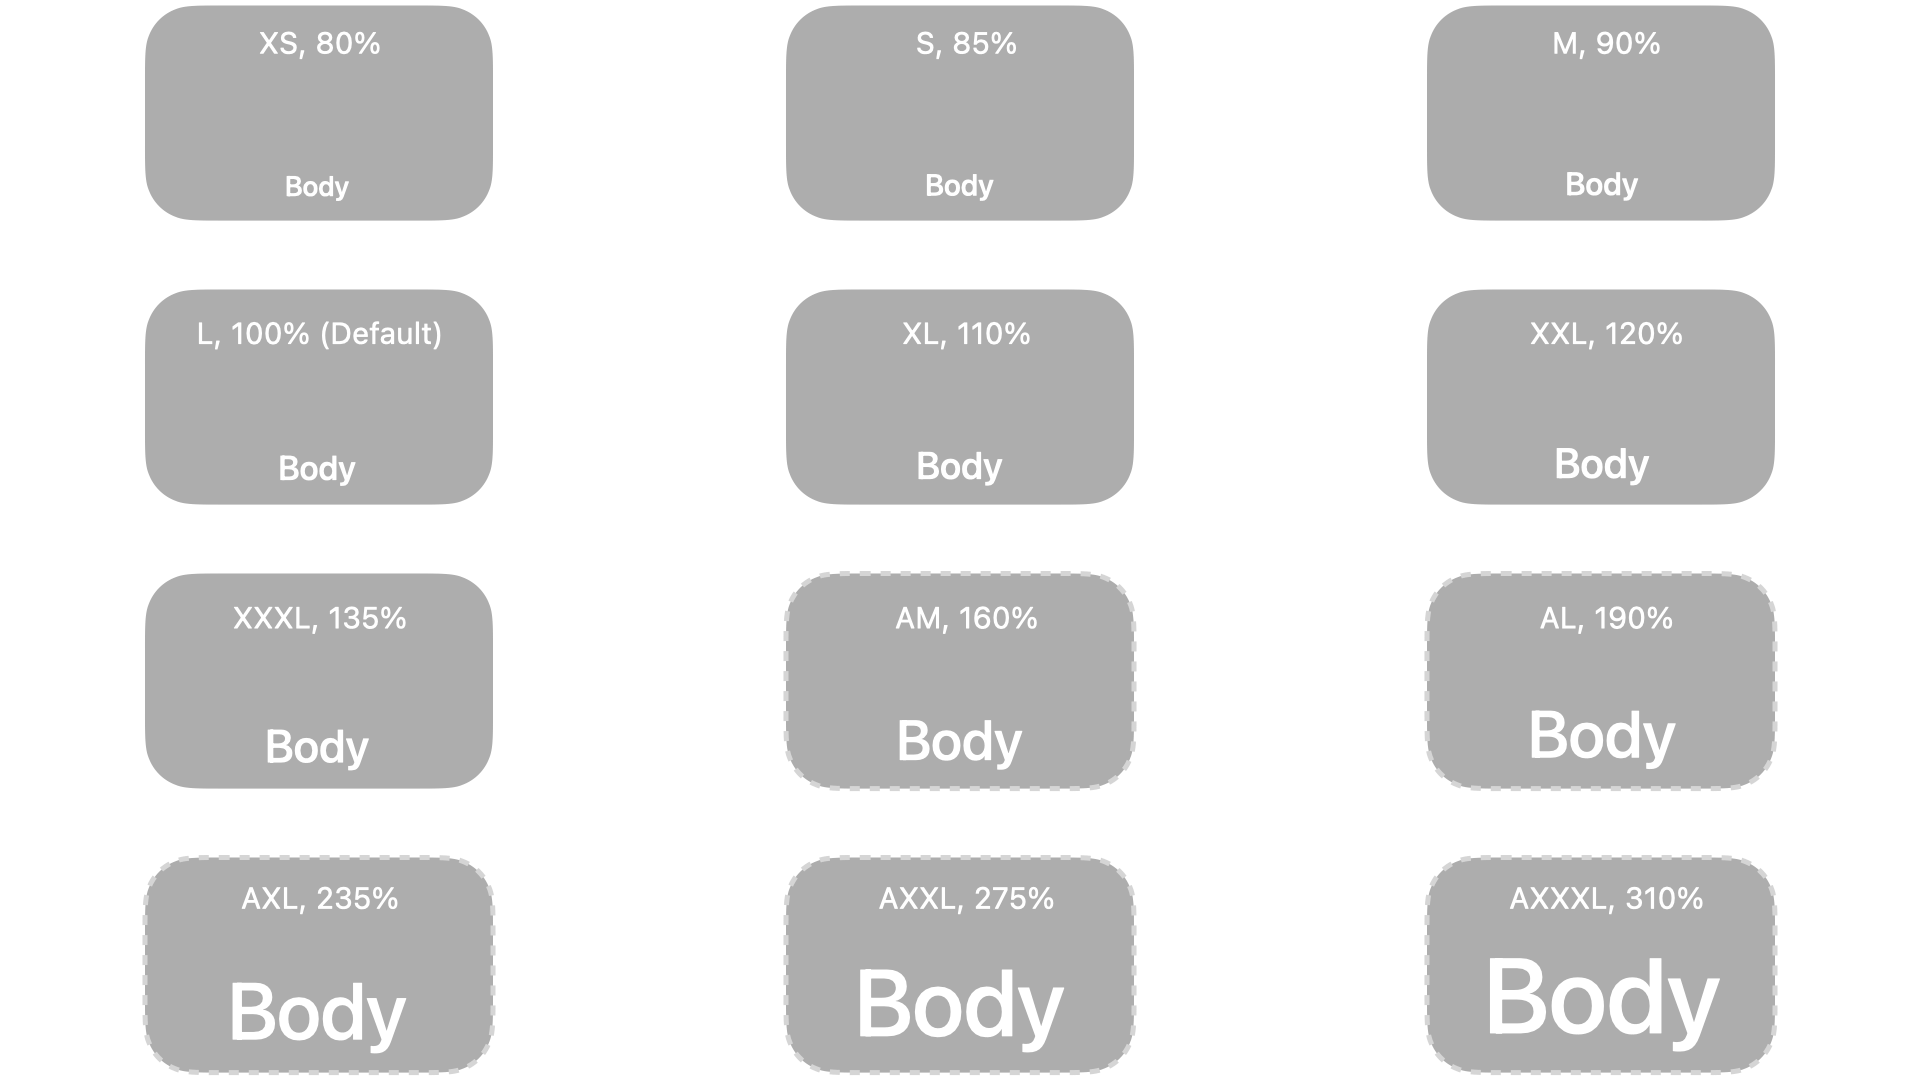 XS, 80%
Body
S, 85%
Body
M, 90%
Body
L, 100% (Default)
Body
XL, 110%
Body
XXL, 120%
Body
XXXL, 135%
Body
AM, 160%
Body
AL, 190%
Body
AXL, 235%
Body
AXXL, 275%
Body
AXXXL, 310%
Body